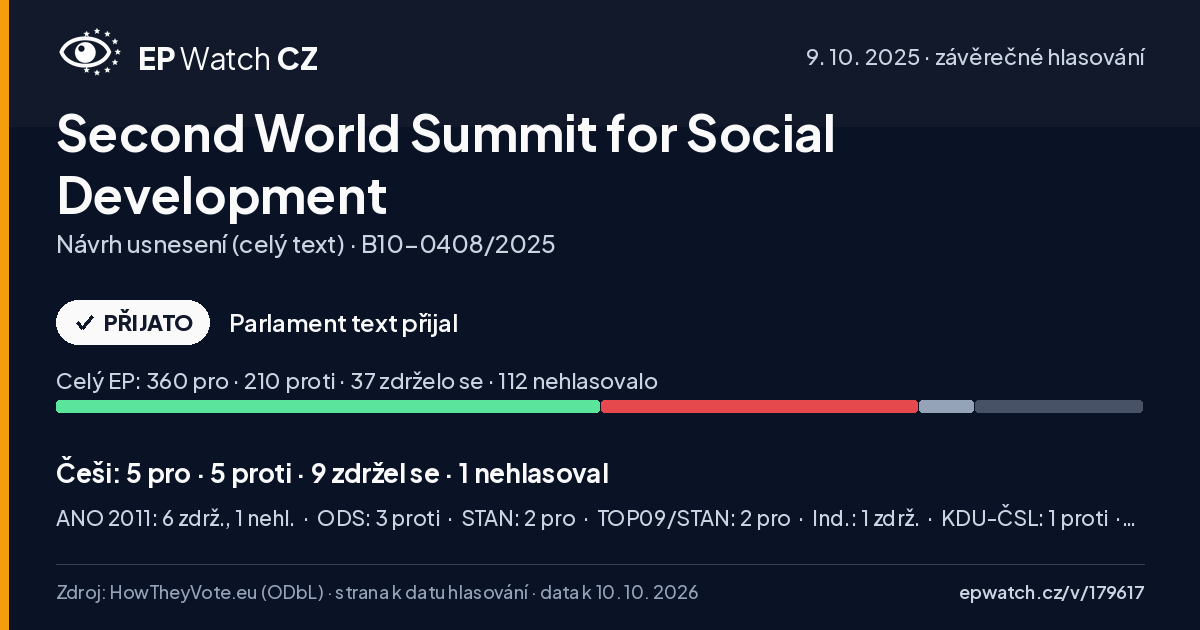 EP Watch CZ
9. 10. 2025 · závěrečné hlasování
Second World Summit for Social
Development
Návrh usnesení (celý text) · B10-0408/2025
✓ PŘIJATO
Parlament text přijal
Celý EP: 360 pro · 210 proti · 37 zdrželo se · 112 nehlasovalo
Češi: 5 pro · 5 proti · 9 zdržel se · 1 nehlasoval
ANO 2011: 6 zdrž., 1 nehl. · ODS: 3 proti · STAN: 2 pro · TOP09/STAN: 2 pro · Ind.: 1 zdrž. · KDU-ČSL: 1 proti ·…
Zdroj: HowTheyVote.eu (ODbL) · strana k datu hlasování · data k 10. 10. 2026
epwatch.cz/v/179617